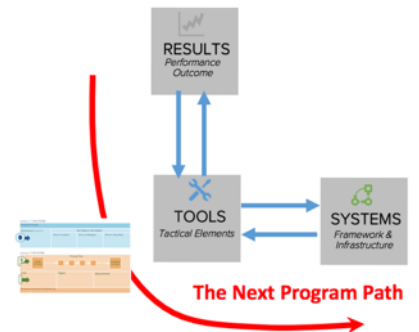 RESULTS
Performance
Outcome
TOOLS
Tactical Elements
SYSTEMS
Framework &
Infrastructure
The Next Program Path